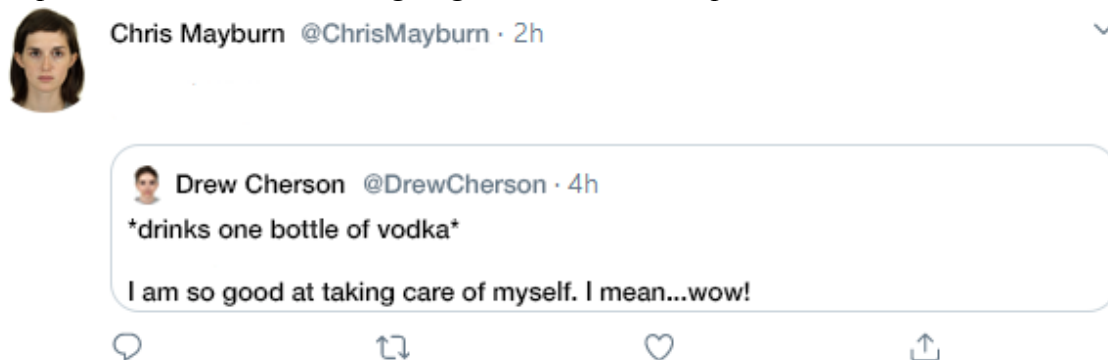 Chris Mayburn @ChrisMayburn · 2h
Drew Cherson @DrewCherson · 4h
*drinks one bottle of vodka*
I am so good at taking care of myself. I mean...wow!